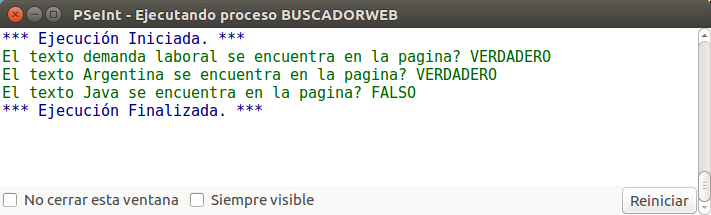 PSeInt - Ejecutando proceso BUSCADORWEB
*** Ejecución Iniciada. ***
El texto demanda laboral se encuentra en la pagina? VERDADERO
El texto Argentina se encuentra en la pagina? VERDADERO
El texto Java se encuentra en la pagina? FALSO
*** Ejecución Finalizada. ***
No cerrar esta ventana Siempre visible Reiniciar